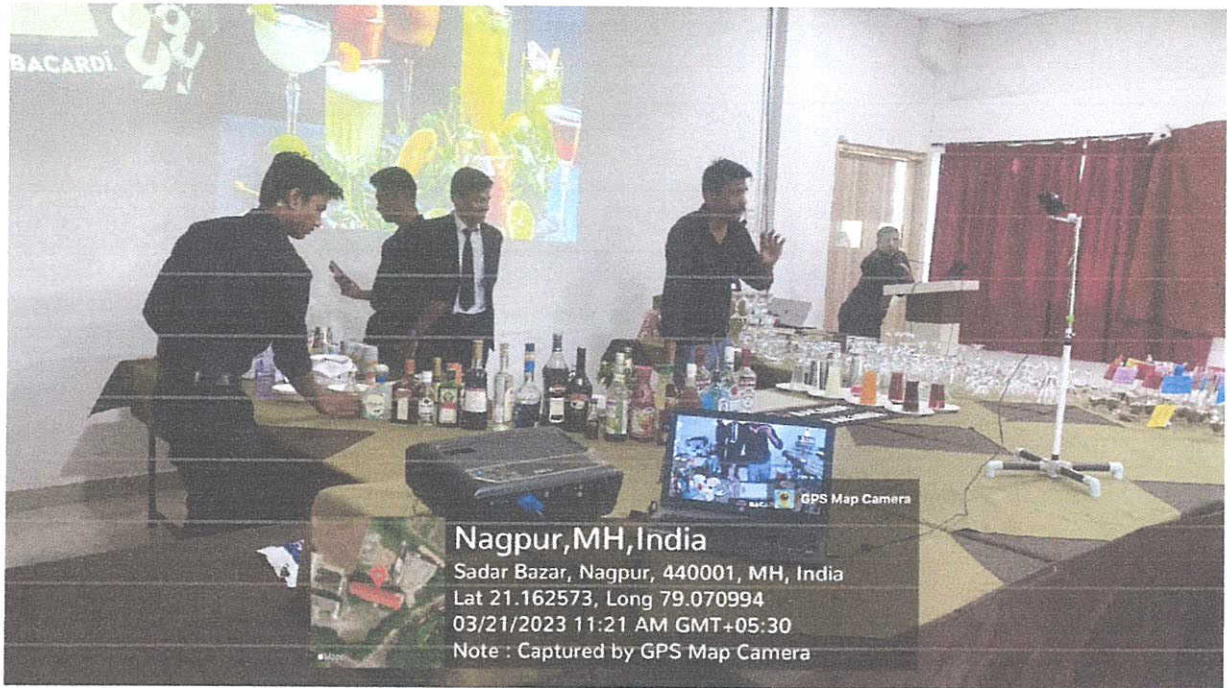 BACARDÍ
GPS Map Camera
Nagpur,MH,India
Sadar Bazar, Nagpur, 440001, MH, India
Lat 21.162573, Long 79.070994
03/21/2023 11:21 AM GMT+05:30
Note : Captured by GPS Map Camera